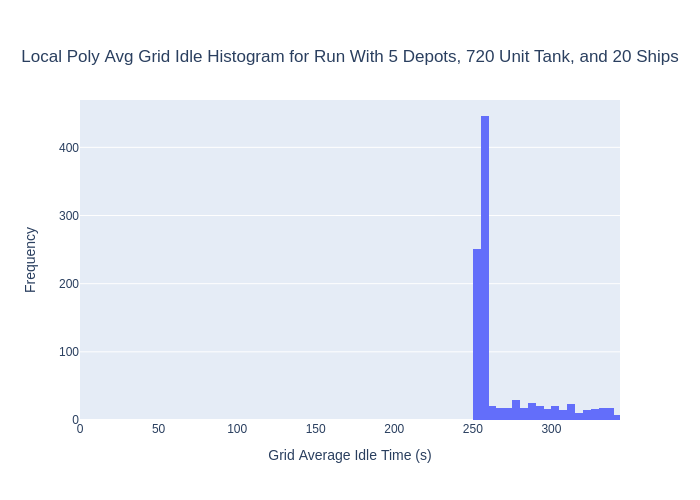 Local Poly Avg Grid Idle Histogram for Run With 5 Depots, 720 Unit Tank, and 20 Ships
Frequency
400
300
200
100
0
0 50 100 150 200 250 300
Grid Average Idle Time (s)